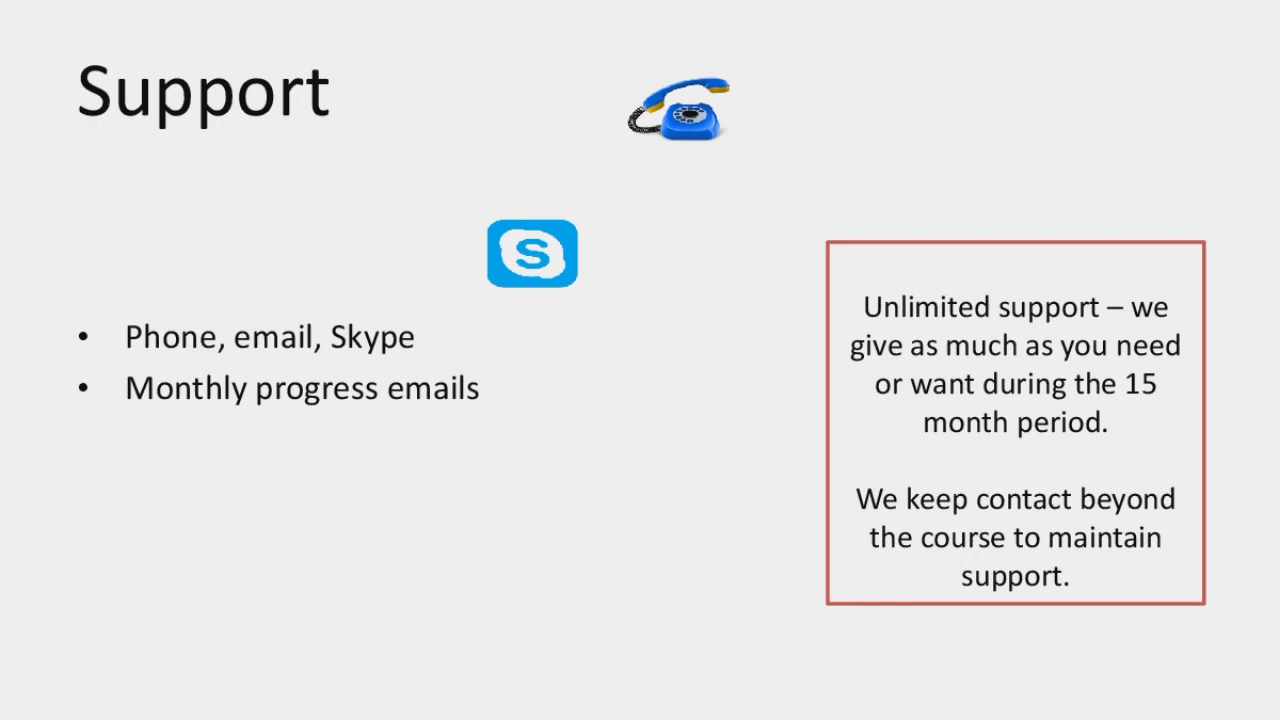 Support
S
• Phone, email, Skype
• Monthly progress emails
Unlimited support – we
give as much as you need
or want during the 15
month period.
We keep contact beyond
the course to maintain
support.